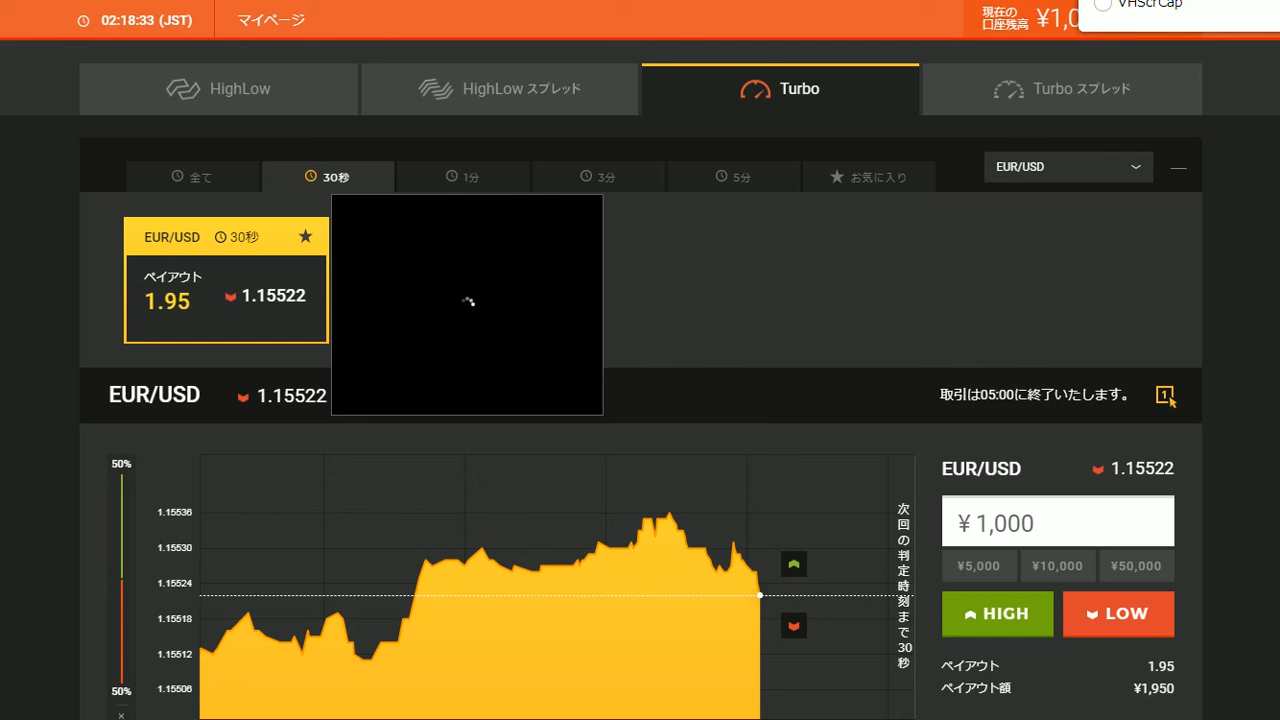 02:18:33 (JST)
マイページ
現在の
口座残高
¥1,0
VHScrCap
HighLow
HighLow スプレッド
Turbo
Turbo スプレッド
全て
30秒
1分
3分
5分
お気に入り
EUR/USD
EUR/USD 30秒
ペイアウト
1.95
1.15522
EUR/USD
1.15522
取引は05:00に終了いたします。
1
50%
1.15536
1.15530
1.15524
1.15518
1.15512
1.15506
50%
次回の判定時刻まで30秒
EUR/USD
1.15522
¥ 1,000
¥5,000
¥10,000
¥50,000
HIGH
LOW
ペイアウト
1.95
ペイアウト額
¥1,950